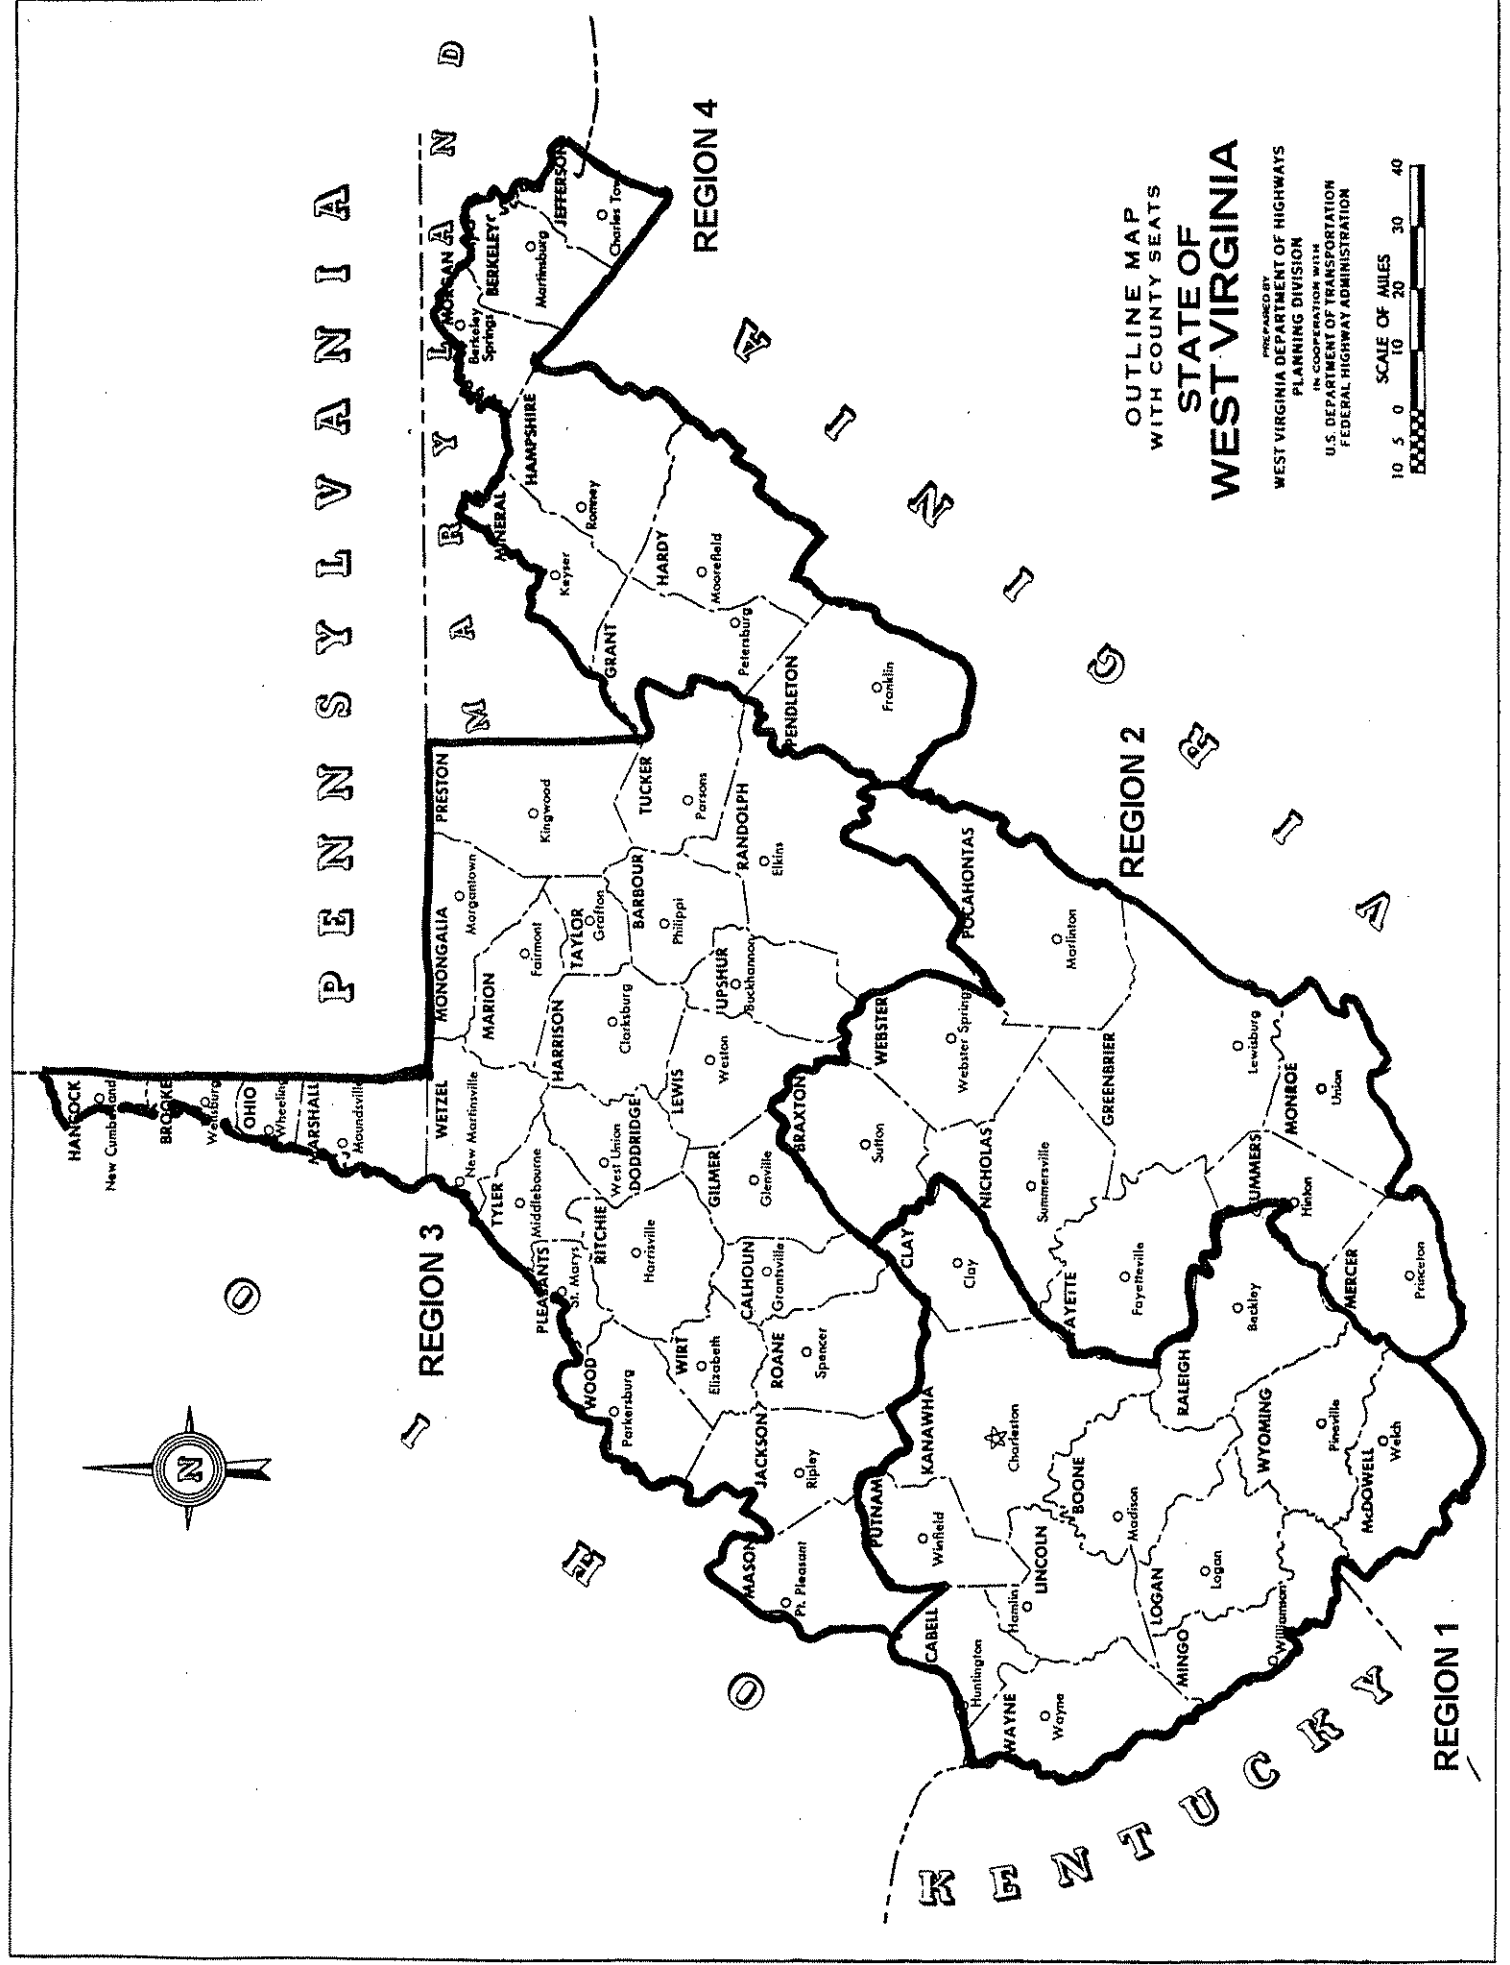 PENNSYLVANIA
MARYLAND
OHIO
KENTUCKY
VIRGINIA
N
REGION 3
REGION 4
REGION 2
REGION 1
HANCOCK
New Cumberland
BROOKE
Wellsburg
OHIO
Wheeling
MARSHALL
Moundsville
WETZEL
New Martinsville
MONONGALIA
Morgantown
PRESTON
Kingwood
MARION
Fairmont
TYLER
Middlebourne
PLEASANTS
St. Marys
WOOD
Parkersburg
RITCHIE
Harrisville
DODDRIDGE
West Union
HARRISON
Clarksburg
TAYLOR
Grafton
BARBOUR
Philippi
TUCKER
Parsons
RANDOLPH
Elkins
UPSHUR
Buckhannon
LEWIS
Weston
GILMER
Glenville
CALHOUN
Grantsville
WIRT
Elizabeth
ROANE
Spencer
JACKSON
Ripley
MASON
Pt. Pleasant
MORGAN
Berkeley
Springs
BERKELEY
Martinsburg
JEFFERSON
Charles Town
HAMPSHIRE
Romney
MINERAL
Keyser
GRANT
Petersburg
HARDY
Moorefield
PENDLETON
Franklin
POCAHONTAS
Marlinton
WEBSTER
Webster Springs
BRAXTON
Sutton
NICHOLAS
Summersville
GREENBRIER
Lewisburg
MONROE
Union
SUMMERS
Hinton
MERCER
Princeton
FAYETTE
Fayetteville
CLAY
Clay
KANAWHA
Charleston
PUTNAM
Winfield
CABELL
Huntington
WAYNE
Wayne
LINCOLN
Hamlin
BOONE
Madison
LOGAN
Logan
MINGO
Williamson
RALEIGH
Beckley
WYOMING
Pineville
McDOWELL
Welch
OUTLINE MAP
WITH COUNTY SEATS
STATE OF
WEST VIRGINIA
PREPARED BY
WEST VIRGINIA DEPARTMENT OF HIGHWAYS
PLANNING DIVISION
IN COOPERATION WITH
U.S. DEPARTMENT OF TRANSPORTATION
FEDERAL HIGHWAY ADMINISTRATION
SCALE OF MILES
10 5 0 10 20 30 40